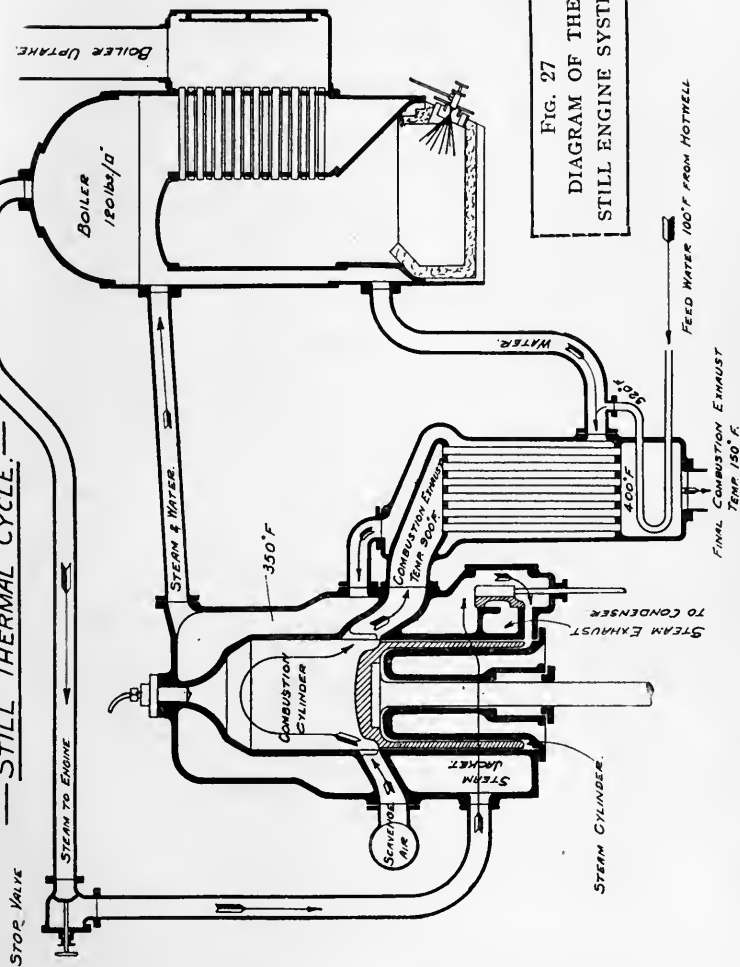 STILL THERMAL CYCLE.
STOP VALVE
STEAM TO ENGINE
BOILER UPTAKE.
BOILER
120 lbs/□"
STEAM & WATER.
350°F
COMBUSTION
CYLINDER
COMBUSTION EXHAUST
TEMP. 900°F.
WATER.
SCAVENGE
AIR
STEAM
JACKET.
STEAM CYLINDER.
STEAM EXHAUST
TO CONDENSER.
400°F
320°F
FEED WATER 100°F FROM HOTWELL
FINAL COMBUSTION EXHAUST
TEMP. 150°F.
FIG. 27
DIAGRAM OF THE
STILL ENGINE SYSTE